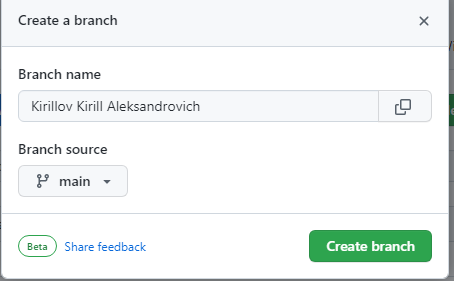 Create a branch
Branch name
Kirillov Kirill Aleksandrovich
Branch source
main
Beta Share feedback
Create branch